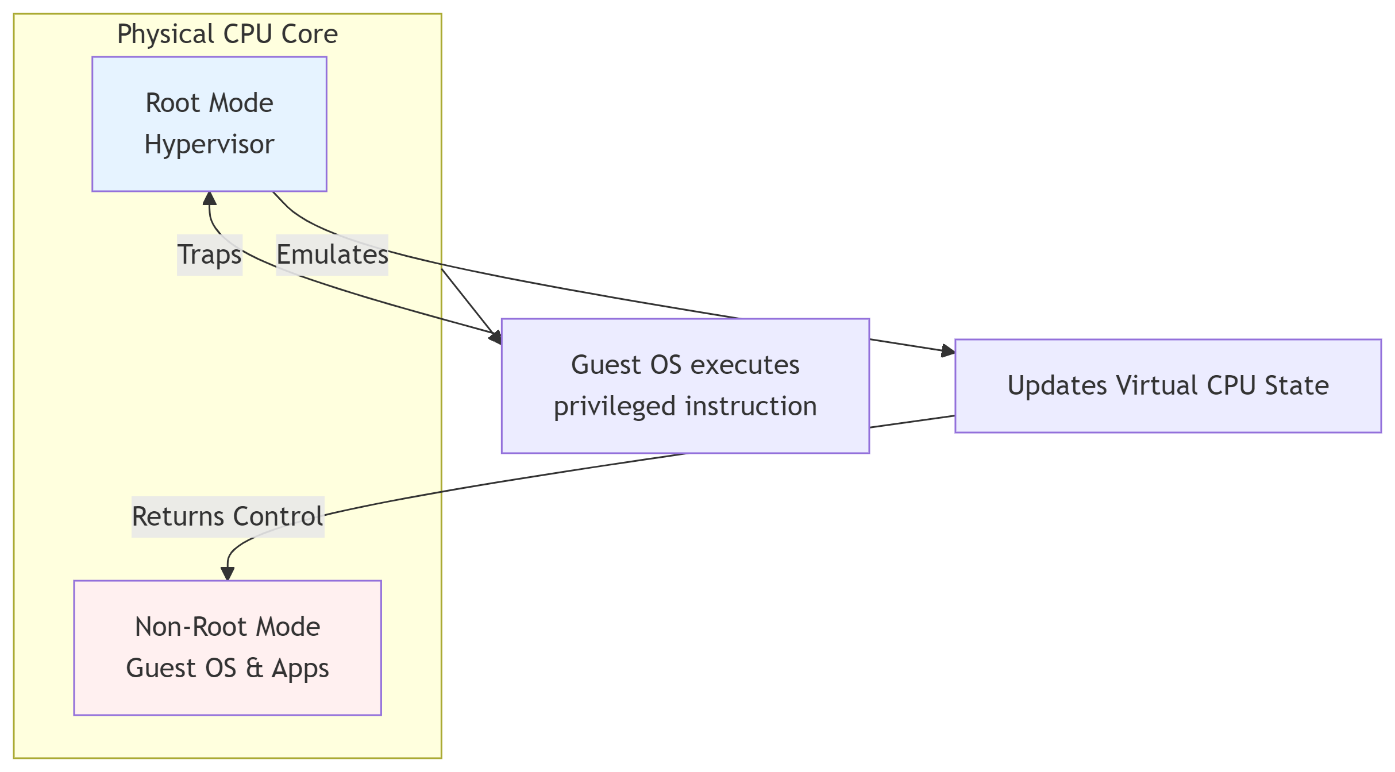 Physical CPU Core
Root Mode
Hypervisor
Traps
Emulates
Guest OS executes
privileged instruction
Updates Virtual CPU State
Returns Control
Non-Root Mode
Guest OS & Apps